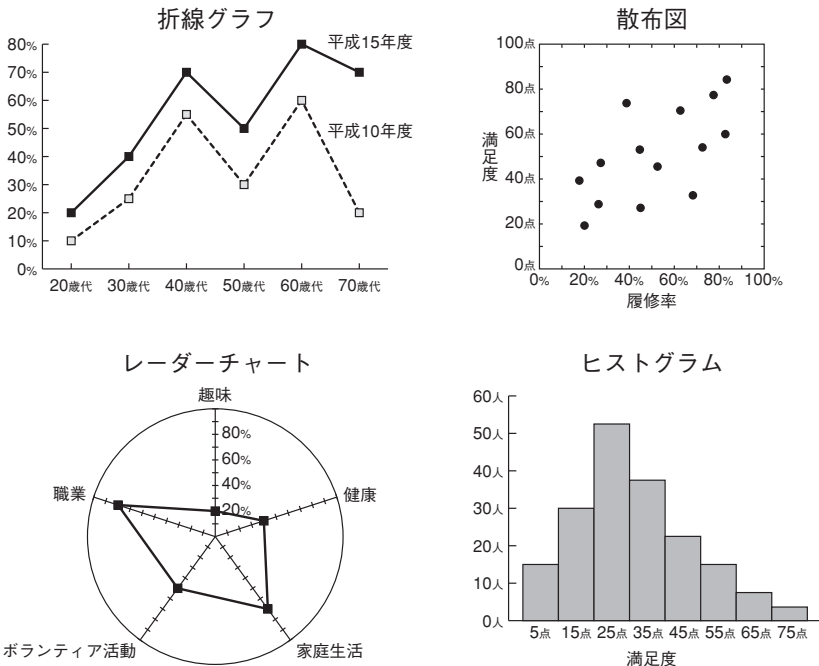 折線グラフ
80%
70%
60%
50%
40%
30%
20%
10%
0%
平成15年度
平成10年度
20歳代 30歳代 40歳代 50歳代 60歳代 70歳代
散布図
100点
80点
60点
40点
20点
0点
満足度
0% 20% 40% 60% 80% 100%
履修率
レーダーチャート
趣味
80%
60%
40%
20%
健康
職業
ボランティア活動
家庭生活
ヒストグラム
60人
50人
40人
30人
20人
10人
0人
5点 15点 25点 35点 45点 55点 65点 75点
満足度